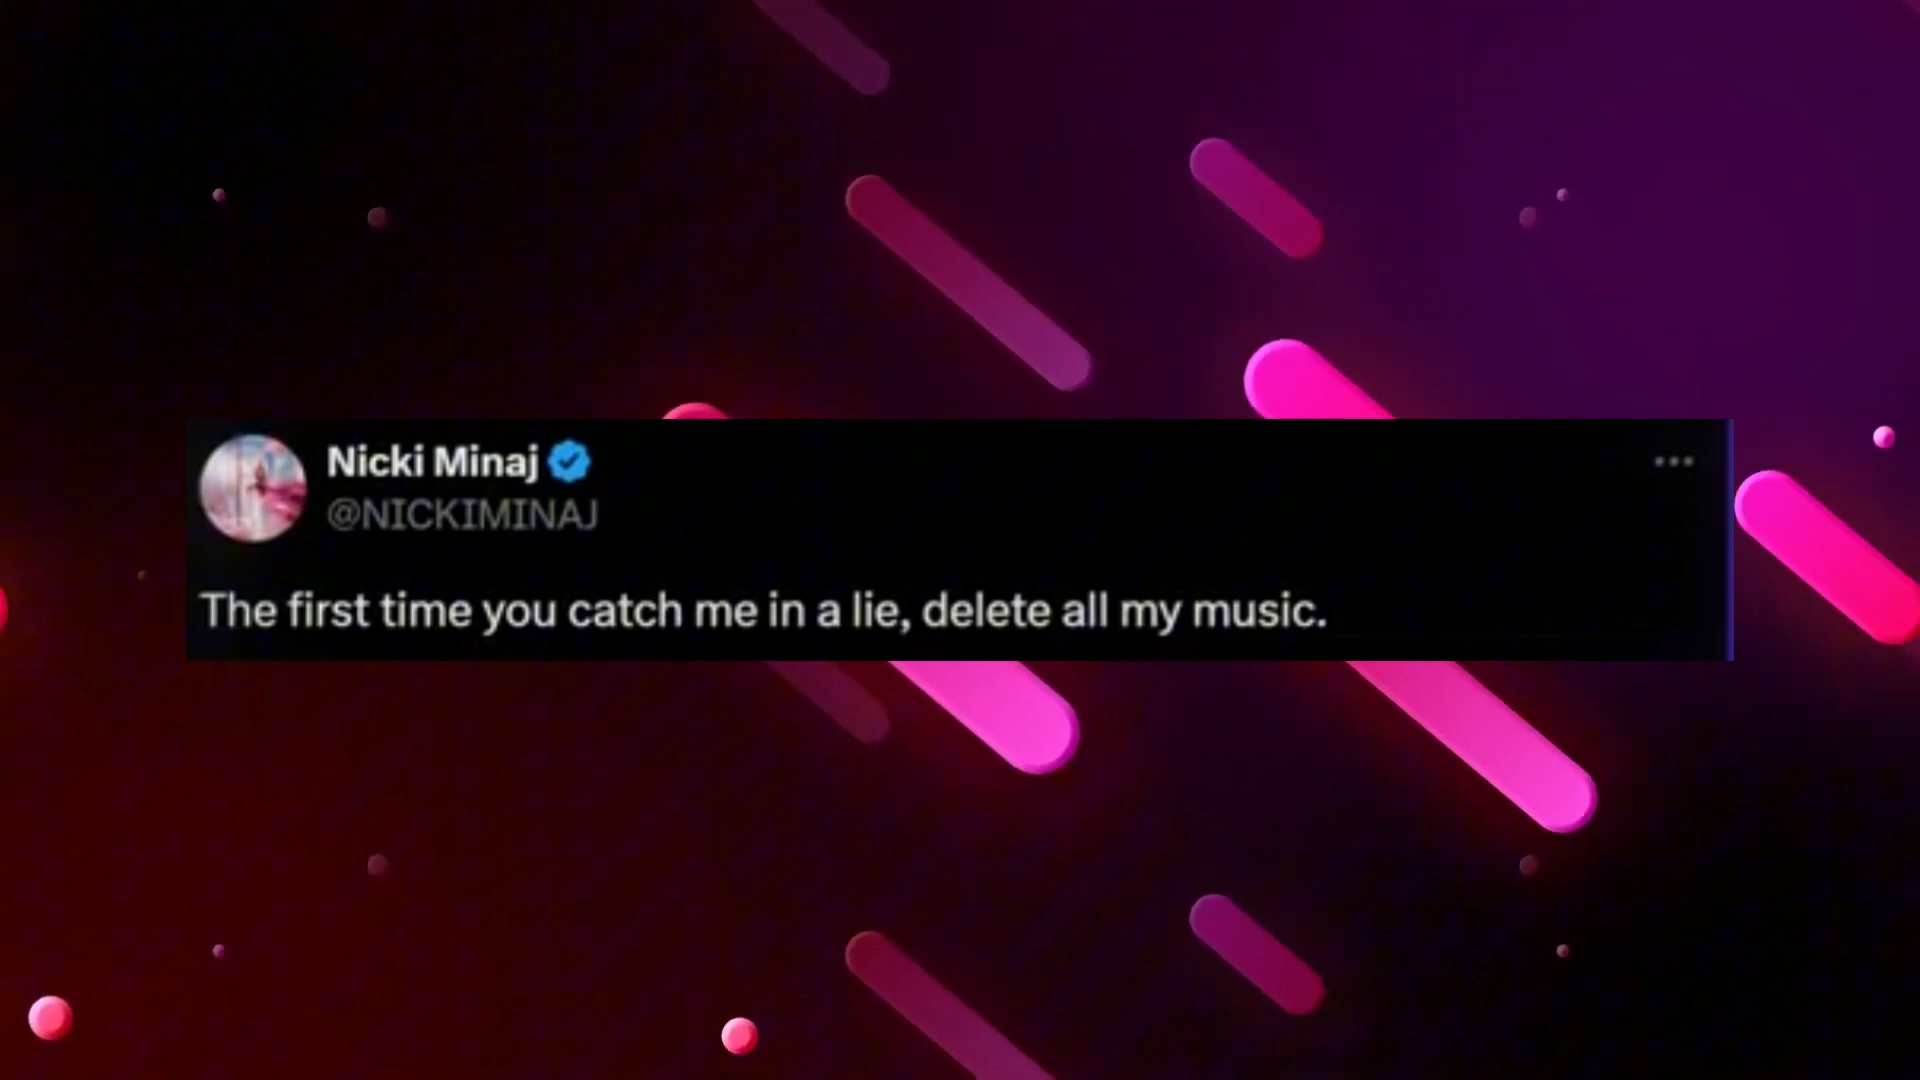 Nicki Minaj
@NICKIMINAJ
The first time you catch me in a lie, delete all my music.